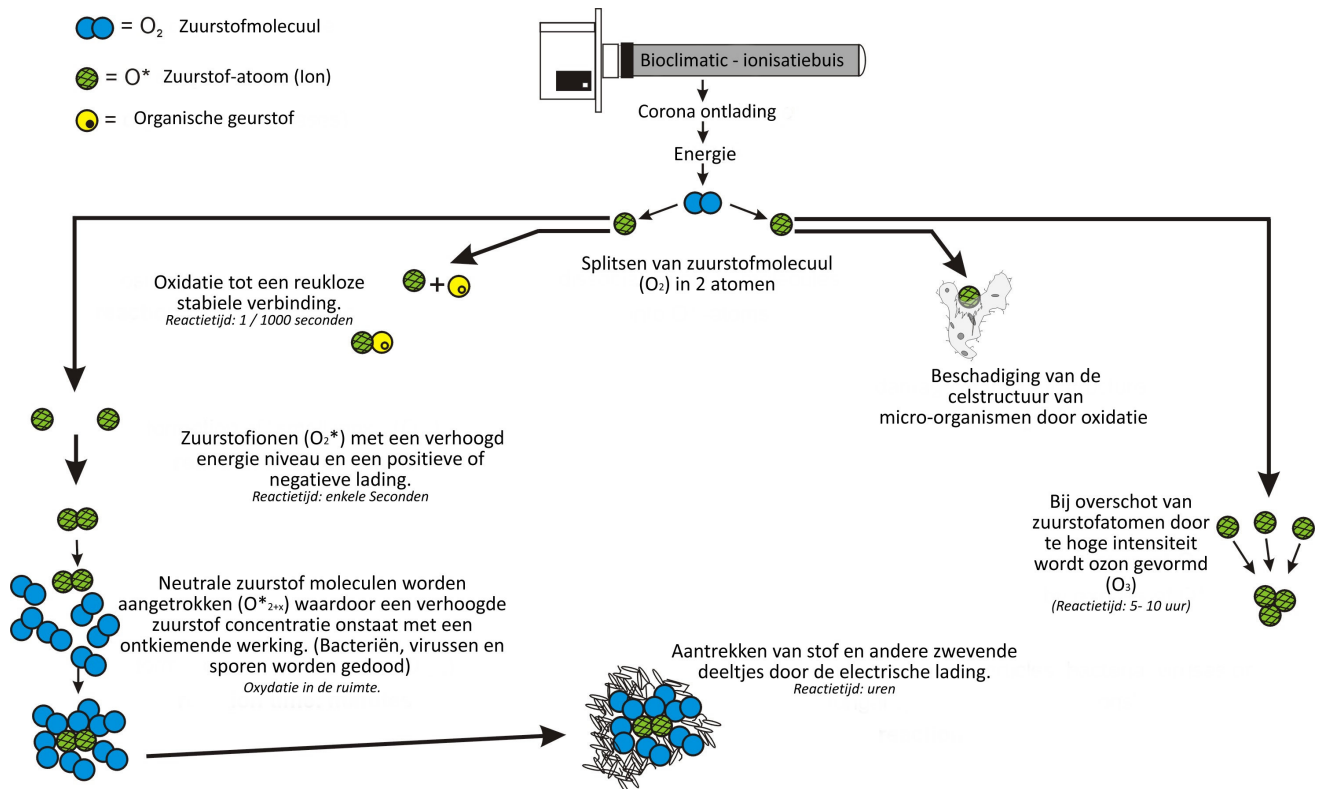 = O₂ Zuurstofmolecuul
= O* Zuurstof-atoom (Ion)
= Organische geurstof
Bioclimatic - ionisatiebuis
Corona ontlading
Energie
Splitsen van zuurstofmolecuul
(O₂) in 2 atomen
Oxidatie tot een reukloze
stabiele verbinding.
Reactietijd: 1 / 1000 seconden
+
Beschadiging van de
celstructuur van
micro-organismen door oxidatie
Zuurstofionen (O₂*) met een verhoogd
energie niveau en een positieve of
negatieve lading.
Reactietijd: enkele Seconden
Bij overschot van
zuurstofatomen door
te hoge intensiteit
wordt ozon gevormd
(O₃)
(Reactietijd: 5- 10 uur)
Neutrale zuurstof moleculen worden
aangetrokken (O*₂₊ₓ) waardoor een verhoogde
zuurstof concentratie onstaat met een
ontkiemende werking. (Bacteriën, virussen en
sporen worden gedood)
Oxydatie in de ruimte.
Aantrekken van stof en andere zwevende
deeltjes door de electrische lading.
Reactietijd: uren